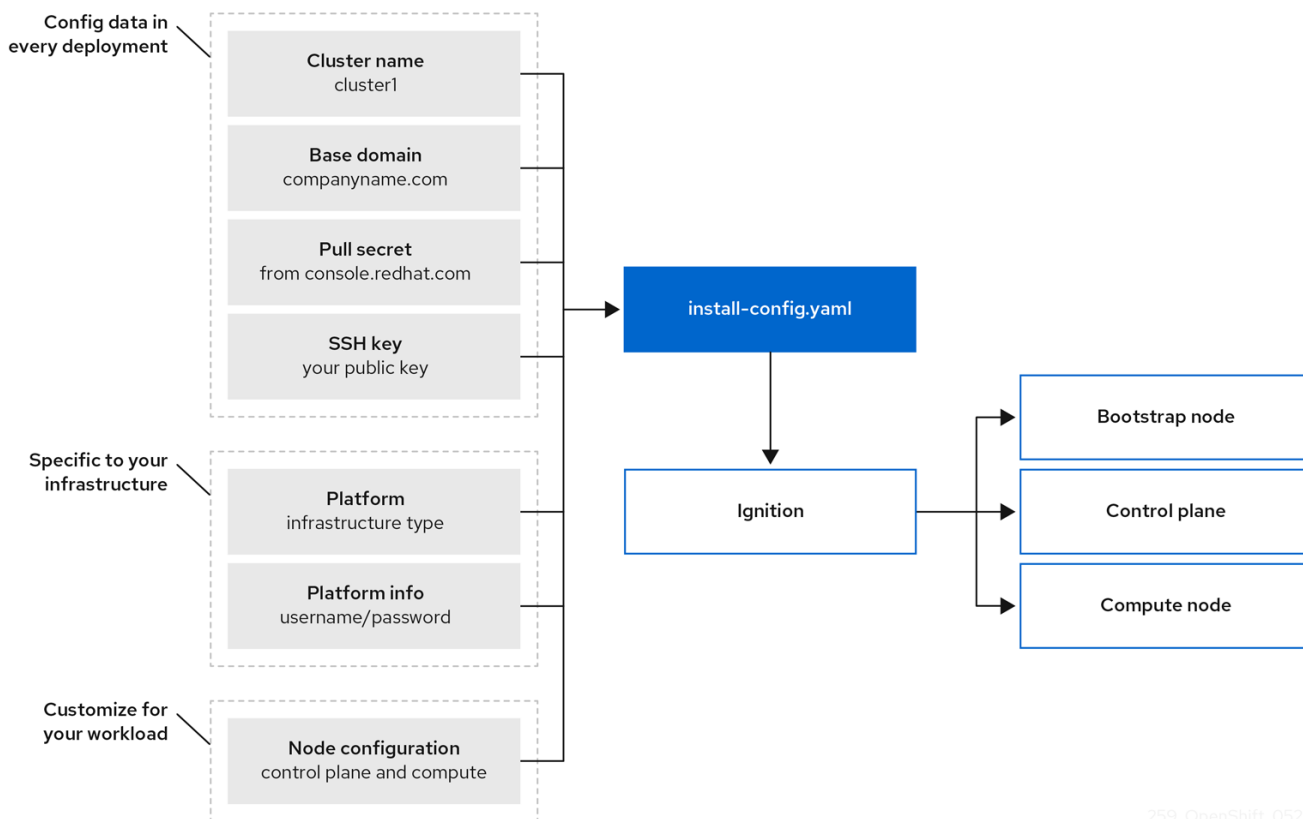 Config data in
every deployment
Cluster name
cluster1
Base domain
companyname.com
Pull secret
from console.redhat.com
SSH key
your public key
Specific to your
infrastructure
Platform
infrastructure type
Platform info
username/password
Customize for
your workload
Node configuration
control plane and compute
install-config.yaml
Ignition
Bootstrap node
Control plane
Compute node
259_OpenShift_052